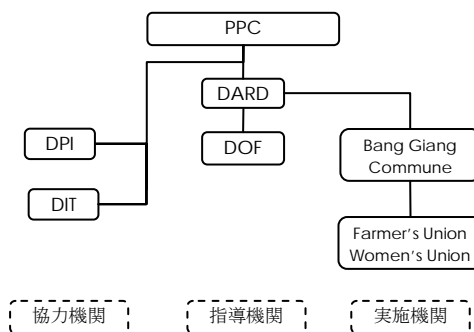 PPC
DARD
DPI
DOF
Bang Giang
Commune
DIT
Farmer's Union
Women's Union
協力機関
指導機関
実施機関